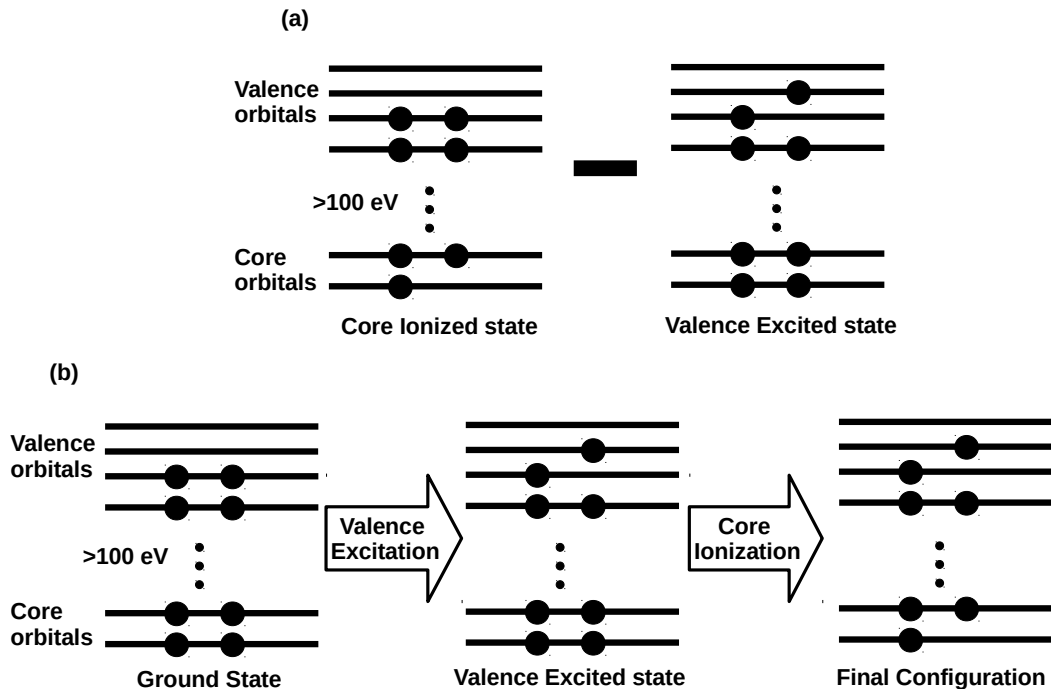 (a)
Valence
orbitals
>100 eV
Core
orbitals
Core Ionized state
Valence Excited state
(b)
Valence
orbitals
>100 eV
Core
orbitals
Valence
Excitation
Core
Ionization
Ground State
Valence Excited state
Final Configuration